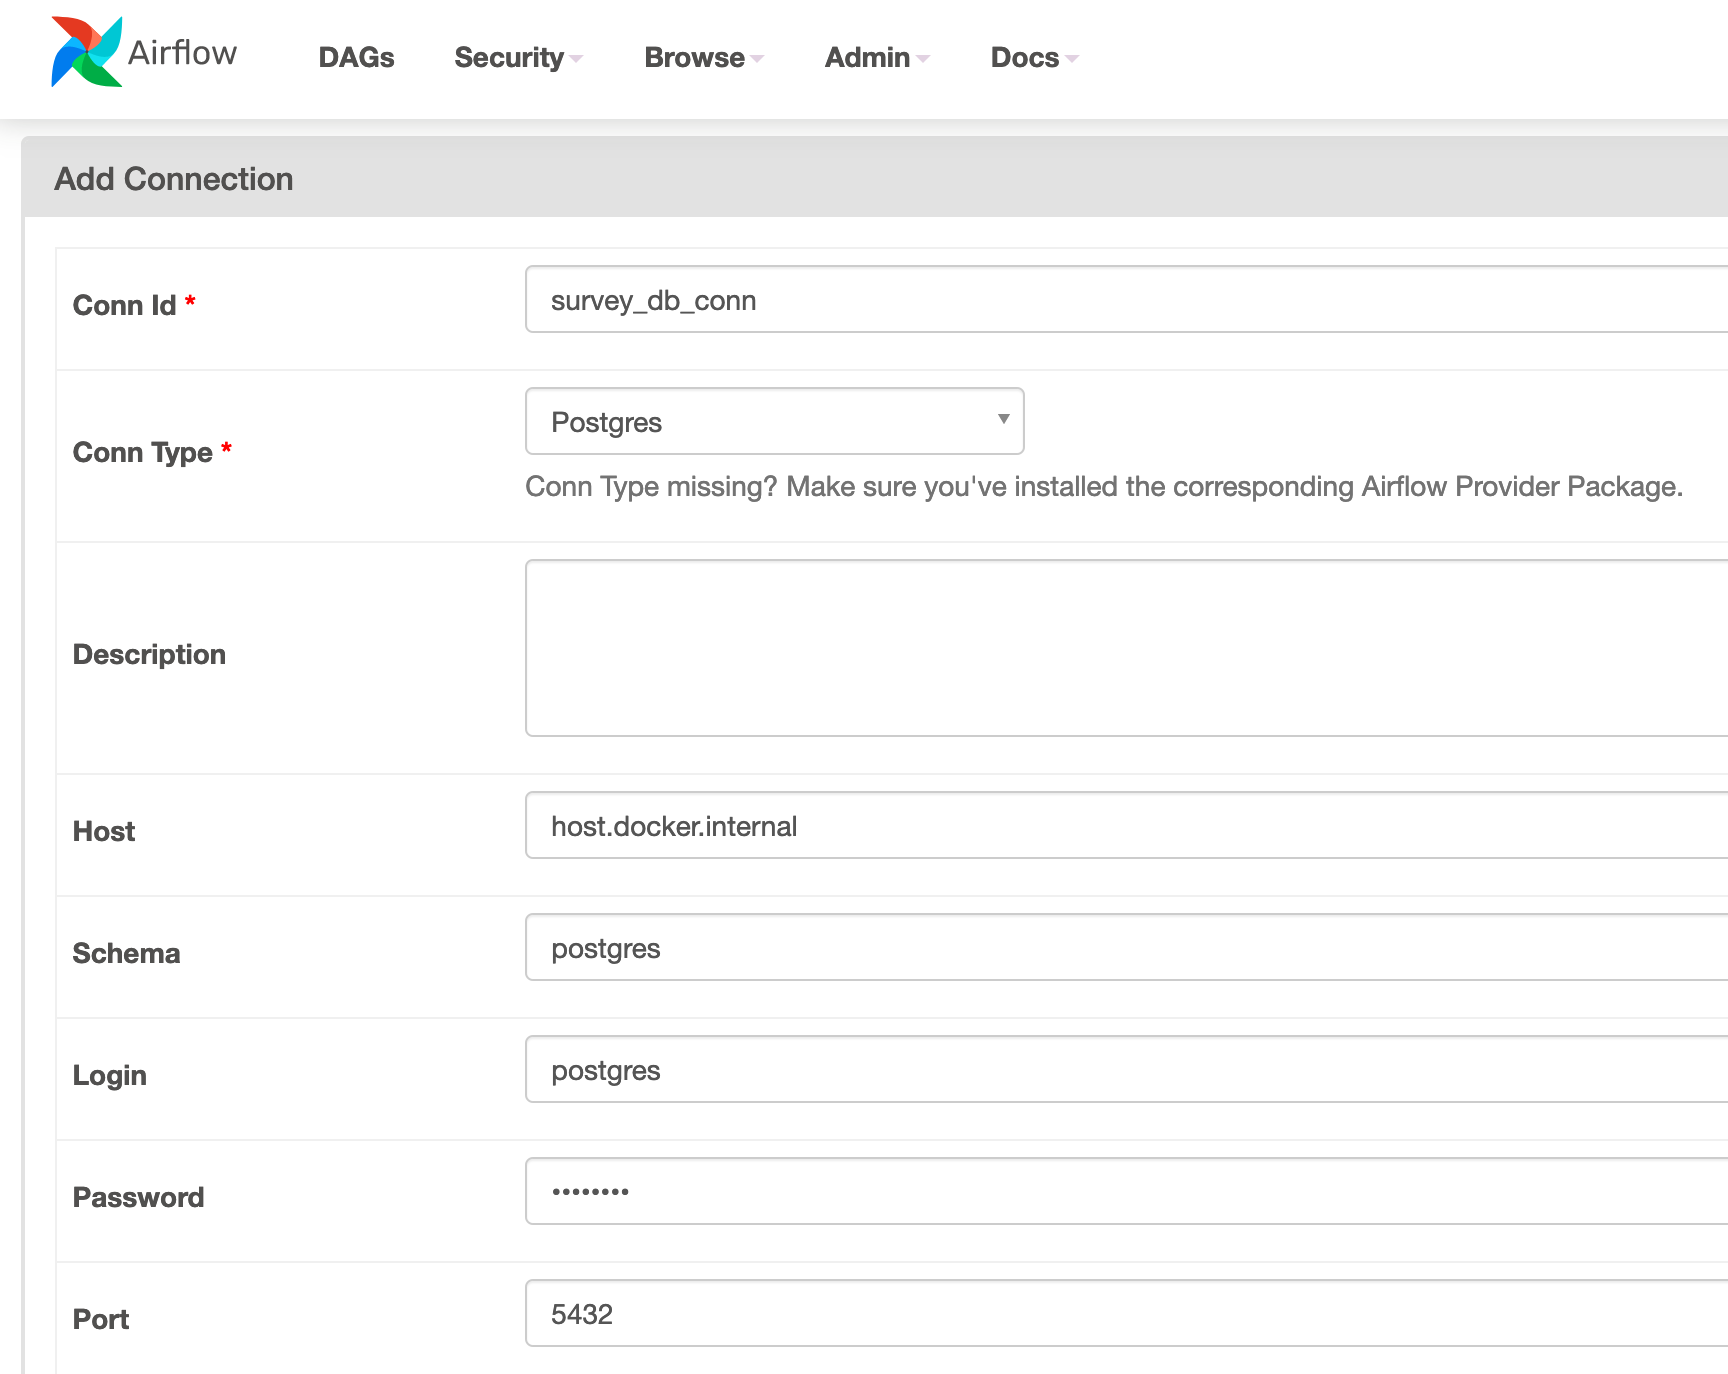 Airflow DAGs Security Browse Admin Docs
Add Connection
Conn Id * survey_db_conn
Conn Type * Postgres
Conn Type missing? Make sure you've installed the corresponding Airflow Provider Package.
Description
Host host.docker.internal
Schema postgres
Login postgres
Password ••••••••
Port 5432